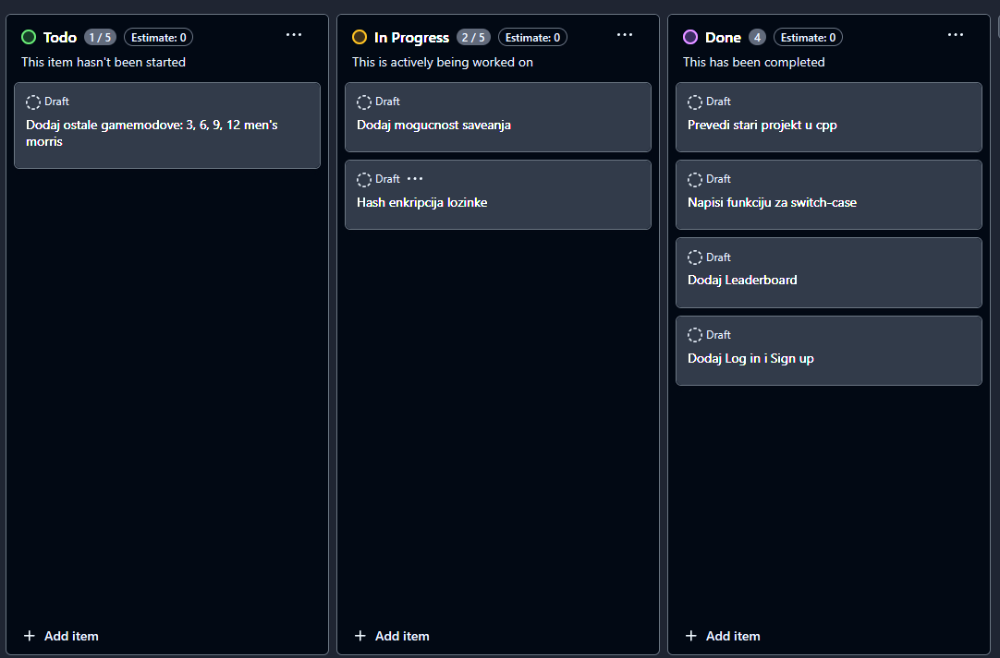 Todo 1 / 5 Estimate: 0
This item hasn't been started
Draft
Dodaj ostale gamemodove: 3, 6, 9, 12 men's
morris
+ Add item
In Progress 2 / 5 Estimate: 0
This is actively being worked on
Draft
Dodaj mogucnost saveanja
Draft
Hash enkripcija lozinke
+ Add item
Done 4 Estimate: 0
This has been completed
Draft
Prevedi stari projekt u cpp
Draft
Napisi funkciju za switch-case
Draft
Dodaj Leaderboard
Draft
Dodaj Log in i Sign up
+ Add item